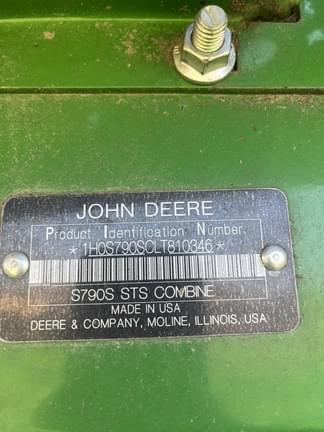 JOHN DEERE
Product Identification Number
*1H0S790SCLT810346*
S790S STS COMBINE
MADE IN USA
DEERE & COMPANY, MOLINE, ILLINOIS, USA